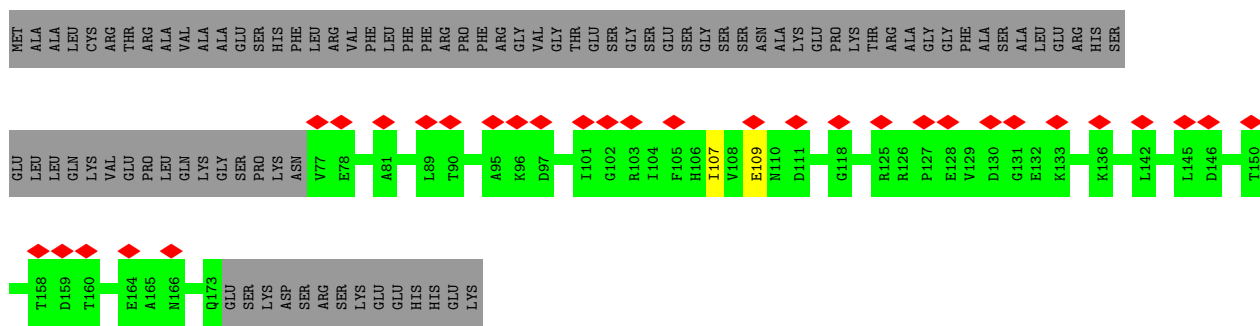 MET ALA ALA LEU CYS ARG THR ARG ALA VAL ALA ALA GLU SER HIS PHE LEU ARG VAL PHE LEU PHE PHE ARG PRO PHE ARG GLY VAL GLY THR GLU SER GLY SER GLU SER GLY SER SER ASN ALA LYS GLU PRO LYS THR ARG ALA GLY GLY PHE ALA SER ALA LEU GLU ARG HIS SER
GLU LEU LEU GLN LYS VAL GLU PRO LEU GLN LYS GLY SER PRO LYS ASN V77 E78 A81 L89 T90 A95 K96 D97 I101 G102 R103 I104 F105 H106 I107 V108 E109 N110 D111 G118 R125 R126 P127 E128 V129 D130 G131 E132 K133 K136 L142 L145 D146 T150
T158 D159 T160 E164 A165 N166 Q173 GLU SER LYS ASP SER ARG SER LYS GLU GLU HIS HIS GLU LYS